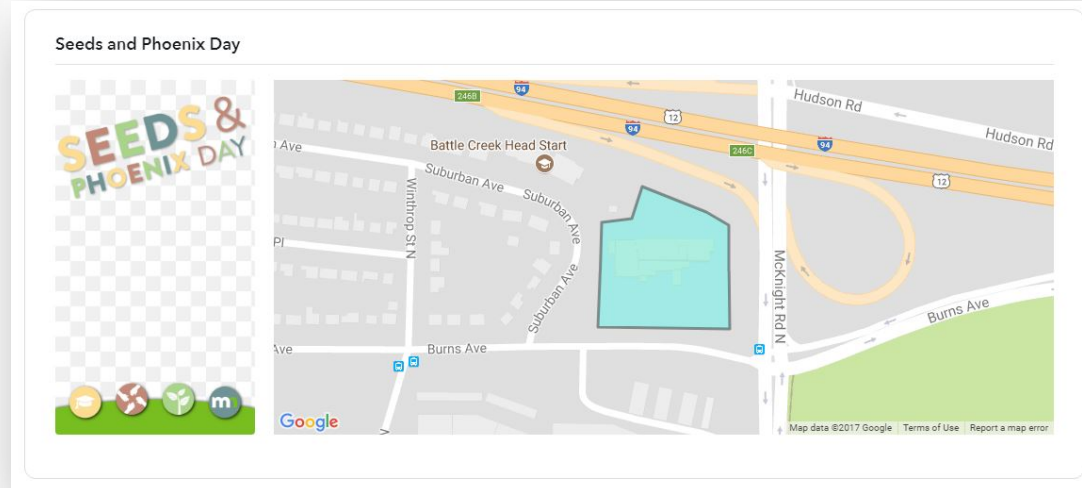 Seeds and Phoenix Day
SEEDS &
PHOENIX DAY
m
94
246B
12
94
Hudson Rd
Hudson Rd
94
246C
12
Battle Creek Head Start
Ave
Suburban Ave
Suburban Ave
Suburban Ave
Winthrop St N
Pl
McKnight Rd N
Burns Ave
Ave
Burns Ave
Google
Map data ©2017 Google
Terms of Use
Report a map error